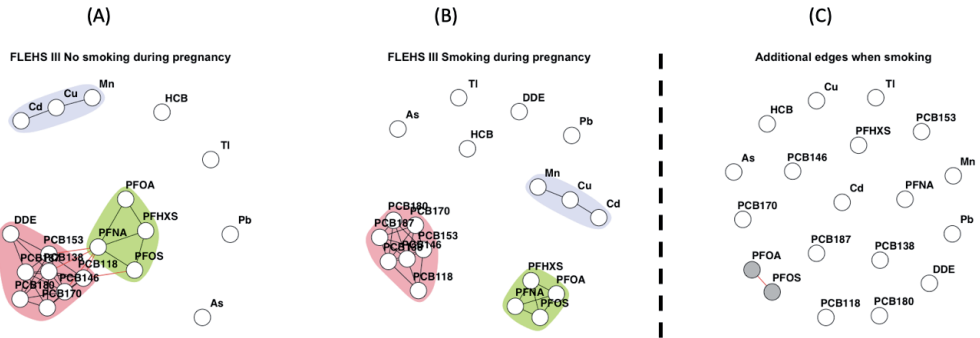 (A)
(B)
(C)
FLEHS III No smoking during pregnancy
FLEHS III Smoking during pregnancy
Additional edges when smoking
Mn
Cu
Cd
HCB
Tl
PFOA
PFHXS
PFNA
PFOS
Pb
As
DDE
PCB153
PCB138
PCB118
PCB146
PCB180
PCB170
Tl
DDE
As
HCB
Pb
Mn
Cu
Cd
PCB180
PCB170
PCB187
PCB153
PCB146
PCB118
PFHXS
PFOA
PFNA
PFOS
Cu
Tl
HCB
PCB153
PFHXS
As
PCB146
Mn
Cd
PFNA
PCB170
Pb
PCB187
PCB138
PFOA
PFOS
DDE
PCB118
PCB180